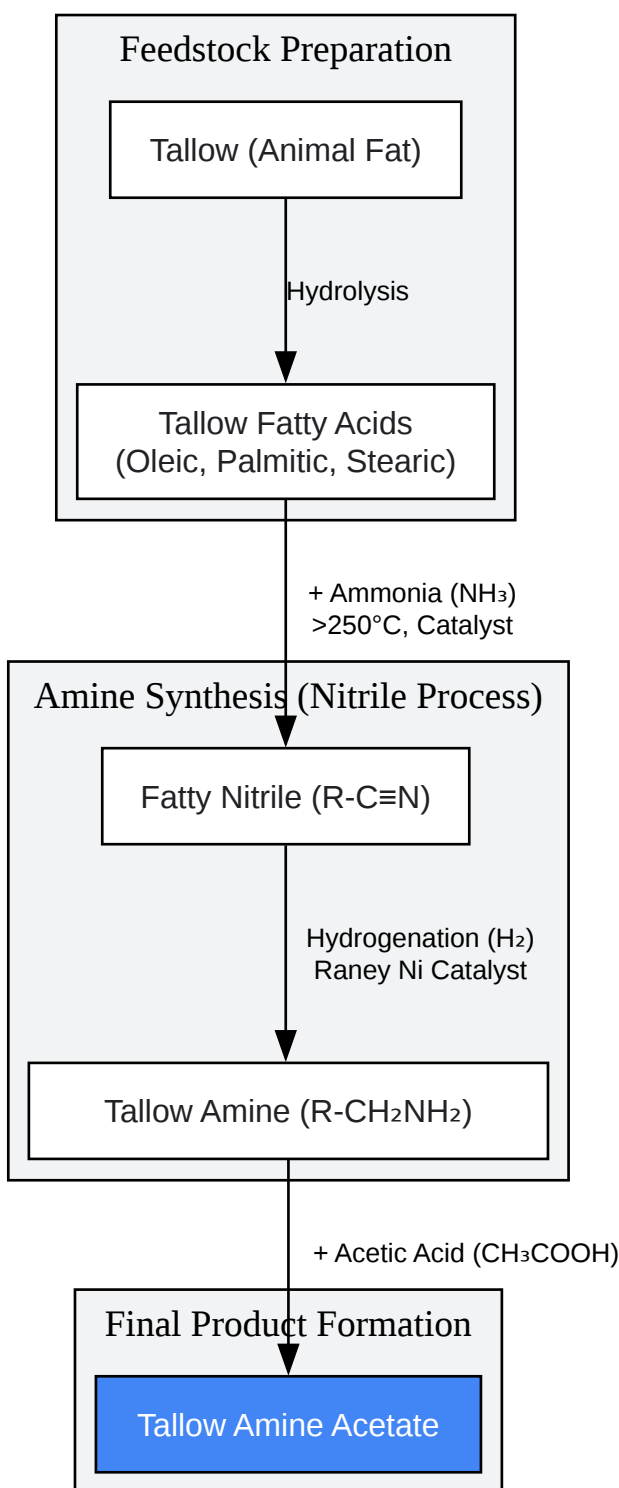 Feedstock Preparation
Tallow (Animal Fat)
Hydrolysis
Tallow Fatty Acids
(Oleic, Palmitic, Stearic)
+ Ammonia (NH₃)
>250°C, Catalyst
Amine Synthesis (Nitrile Process)
Fatty Nitrile (R-C≡N)
Hydrogenation (H₂)
Raney Ni Catalyst
Tallow Amine (R-CH₂NH₂)
+ Acetic Acid (CH₃COOH)
Final Product Formation
Tallow Amine Acetate